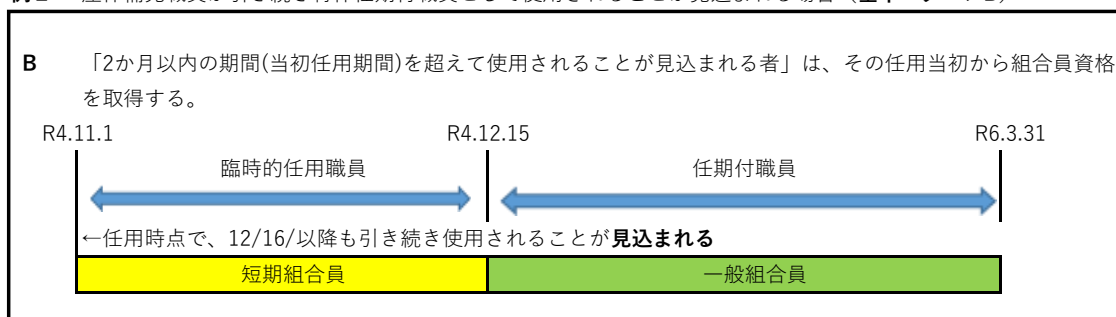 B 「2か月以内の期間(当初任用期間)を超えて使用されることが見込まれる者」は、その任用当初から組合員資格
を取得する。
R4.11.1 R4.12.15 R6.3.31
臨時的任用職員 任期付職員
←任用時点で、12/16/以降も引き続き使用されることが見込まれる
短期組合員 一般組合員